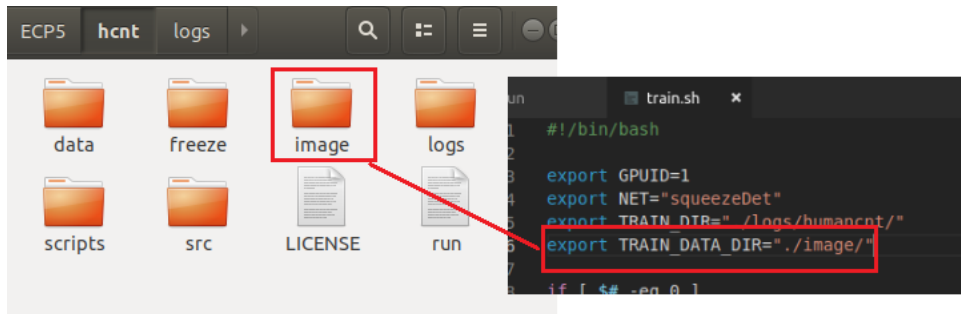 ECP5 hcnt logs
data freeze image logs
scripts src LICENSE run
un train.sh ×
1 #!/bin/bash
2
3 export GPUID=1
4 export NET="squeezeDet"
5 export TRAIN_DIR="./logs/humancnt/"
6 export TRAIN_DATA_DIR="./image/"
7
8 if [ $# -eq 0 ]